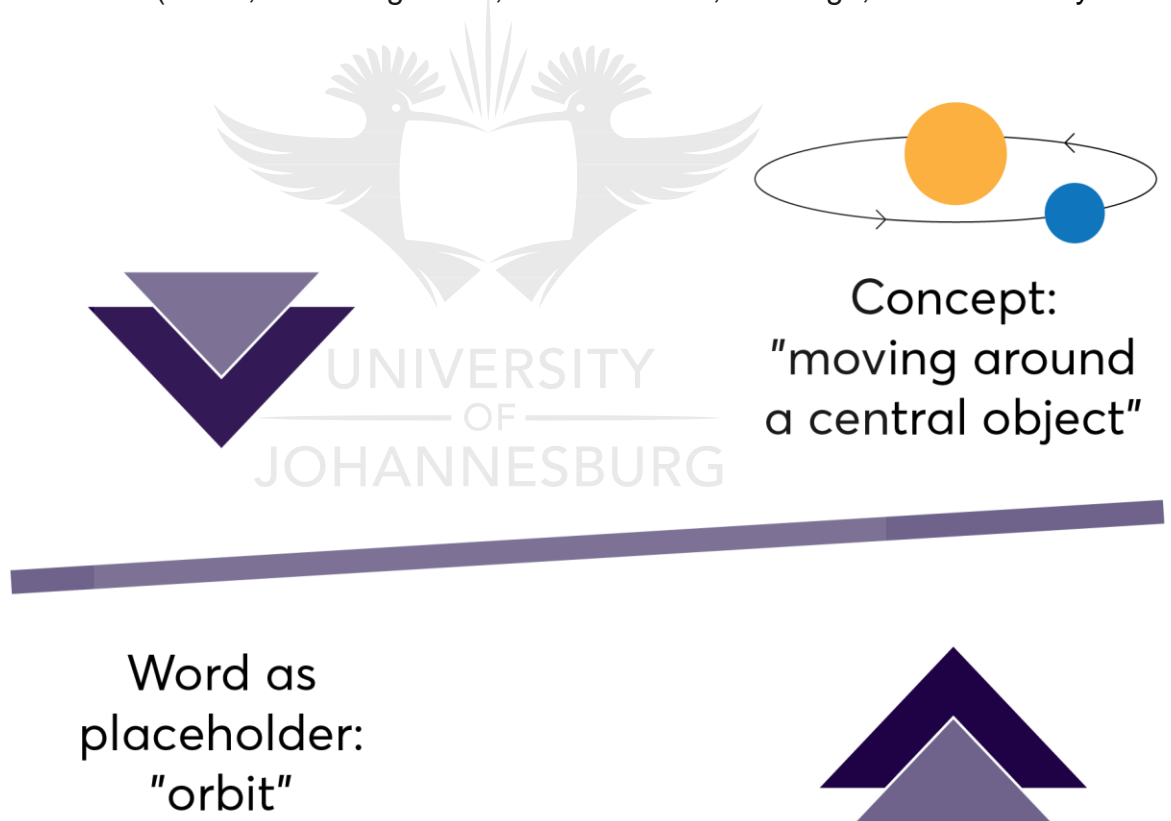 UNIVERSITY
OF
JOHANNESBURG
Concept:
"moving around
a central object"
Word as
placeholder:
"orbit"